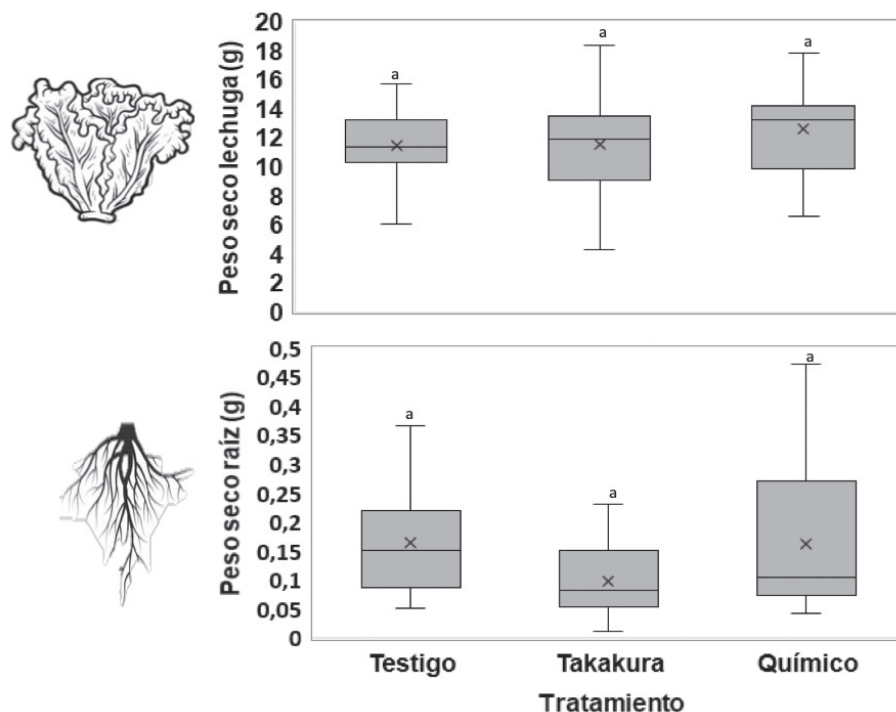 Peso seco lechuga (g)
20
18
16
14
12
10
8
6
4
2
0
a
a
a
Peso seco raíz (g)
0,5
0,45
0,4
0,35
0,3
0,25
0,2
0,15
0,1
0,05
0
a
a
a
Testigo
Takakura
Químico
Tratamiento